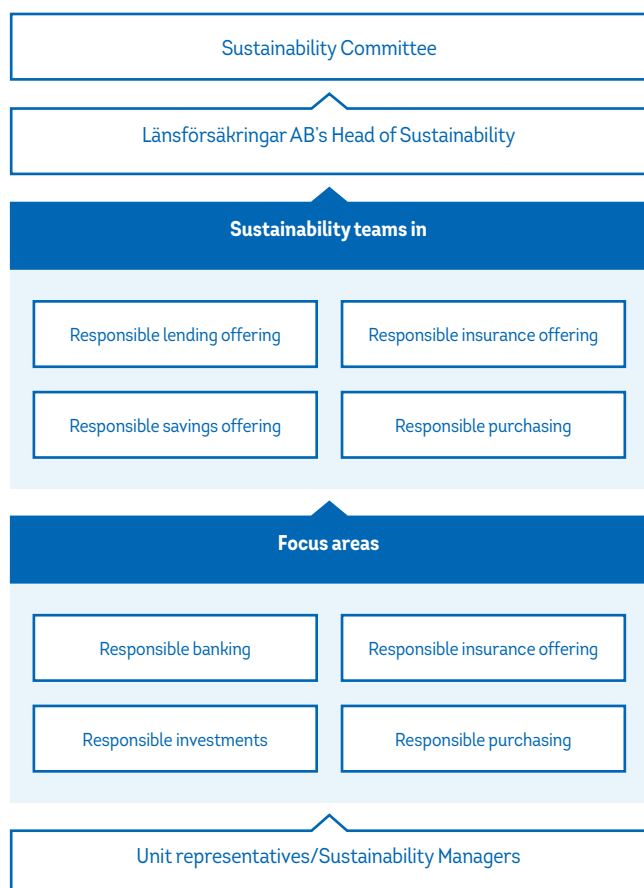 Sustainability Committee
Länsförsäkringar AB's Head of Sustainability
Sustainability teams in
Responsible lending offering
Responsible insurance offering
Responsible savings offering
Responsible purchasing
Focus areas
Responsible banking
Responsible insurance offering
Responsible investments
Responsible purchasing
Unit representatives/Sustainability Managers